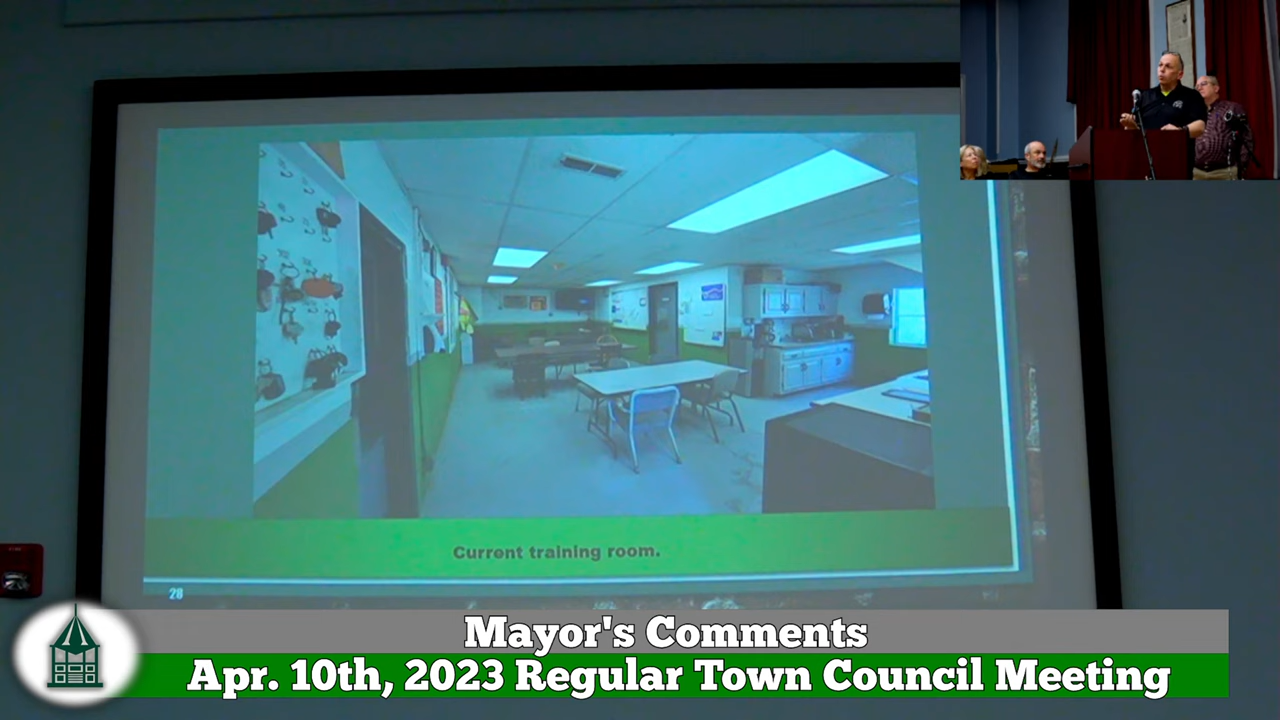 Current training room.
28
Mayor's Comments
Apr. 10th, 2023 Regular Town Council Meeting